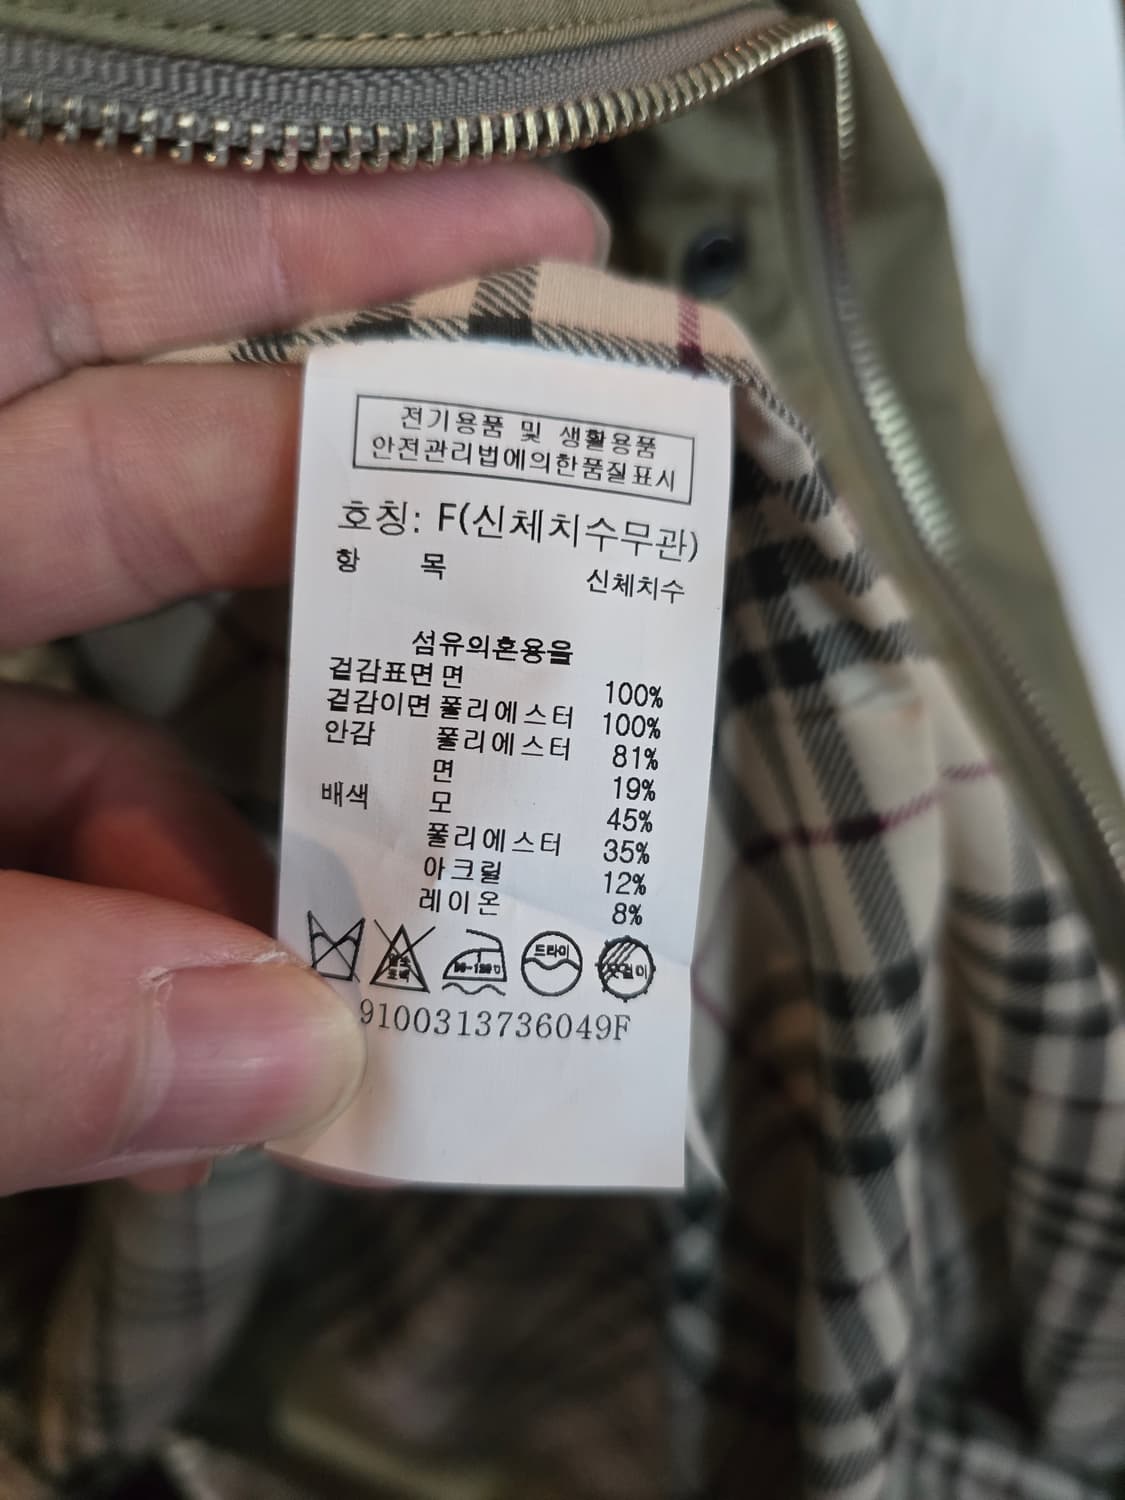 전기용품 및 생활용품
안전관리법에의한품질표시
호칭: F(신체치수무관)
항 목 신체치수
섬유의혼용율
겉감표면 면 100%
겉감이면 폴리에스터 100%
안감 폴리에스터 81%
면 19%
배색 모 45%
폴리에스터 35%
아크릴 12%
레이온 8%
드라이
9100313736049F